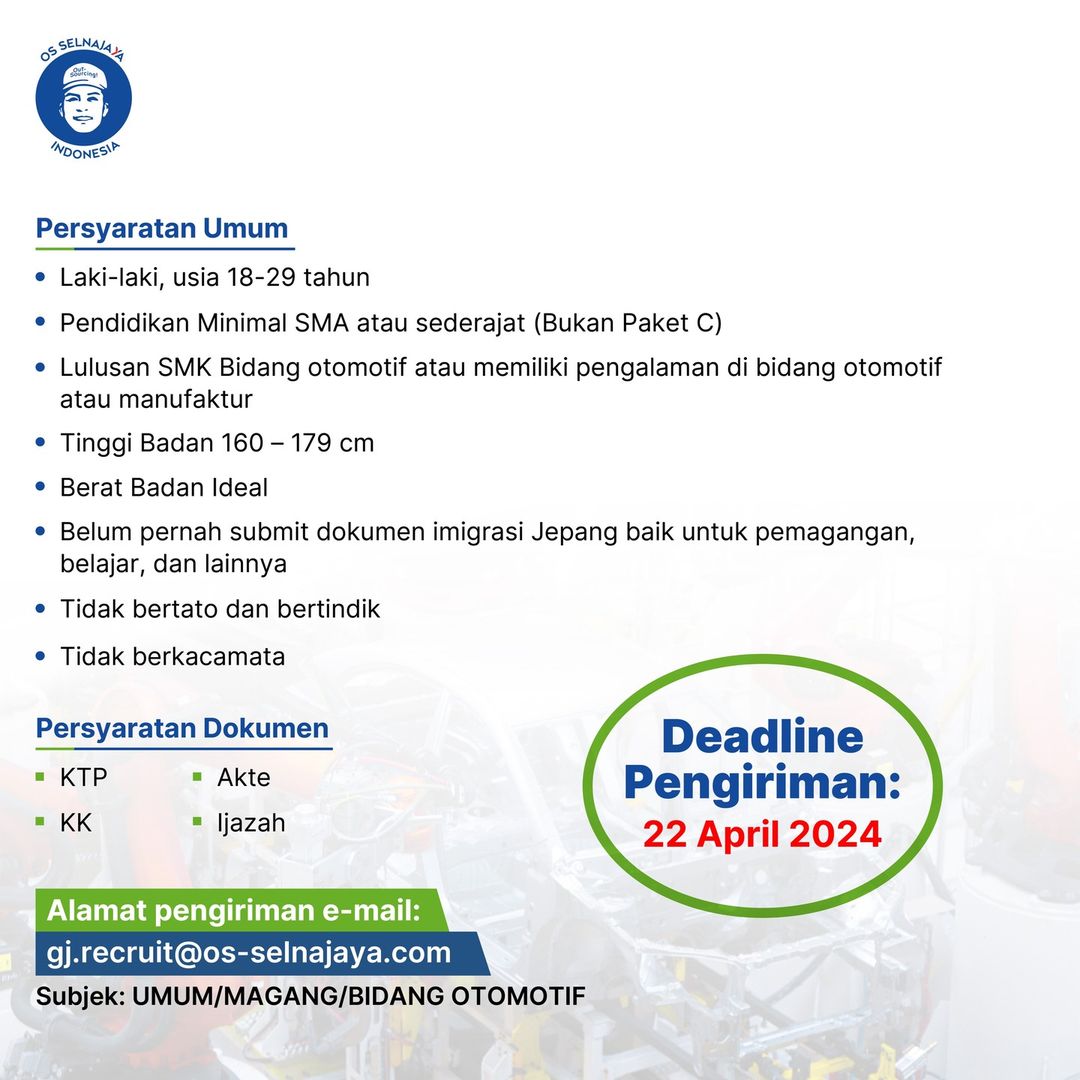 OS SELNAJAYA
Out-
Sourcing!
INDONESIA
Persyaratan Umum
• Laki-laki, usia 18-29 tahun
• Pendidikan Minimal SMA atau sederajat (Bukan Paket C)
• Lulusan SMK Bidang otomotif atau memiliki pengalaman di bidang otomotif
atau manufaktur
• Tinggi Badan 160 – 179 cm
• Berat Badan Ideal
• Belum pernah submit dokumen imigrasi Jepang baik untuk pemagangan,
belajar, dan lainnya
• Tidak bertato dan bertindik
• Tidak berkacamata
Persyaratan Dokumen
▪ KTP
▪ KK
▪ Akte
▪ Ijazah
Deadline
Pengiriman:
22 April 2024
Alamat pengiriman e-mail:
gj.recruit@os-selnajaya.com
Subjek: UMUM/MAGANG/BIDANG OTOMOTIF